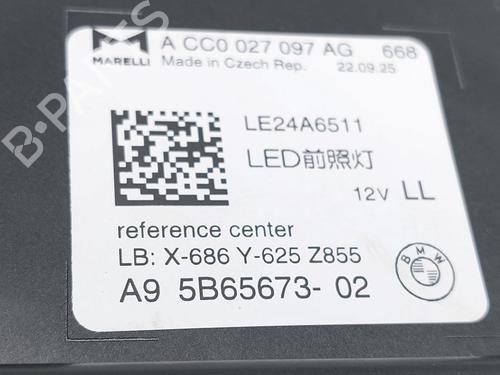 A CC0 027 097 AG 668
MARELLI Made in Czech Rep. 22.09.25
LE24A6511
LED前照灯
12V LL
reference center
LB: X-686 Y-625 Z855
BMW
A9 5B65673- 02
B-PARTS